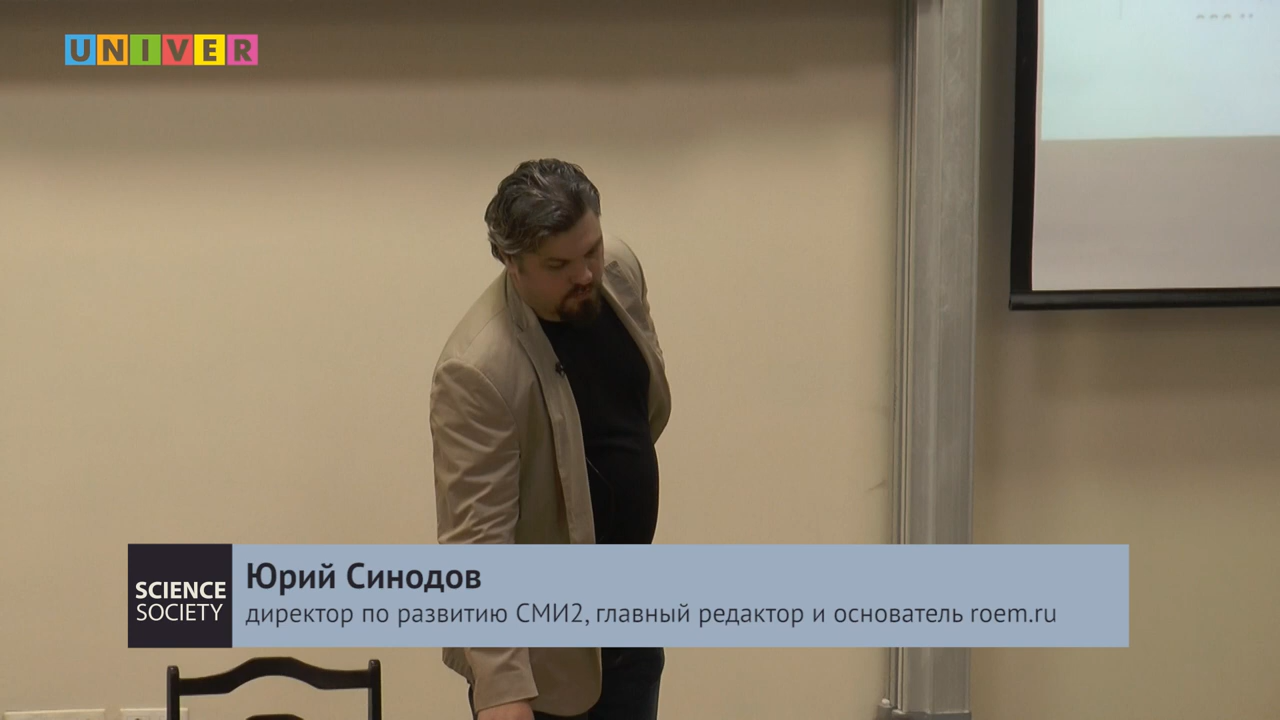 UNIVER
SCIENCE
SOCIETY
Юрий Синодов
директор по развитию СМИ2, главный редактор и основатель roem.ru